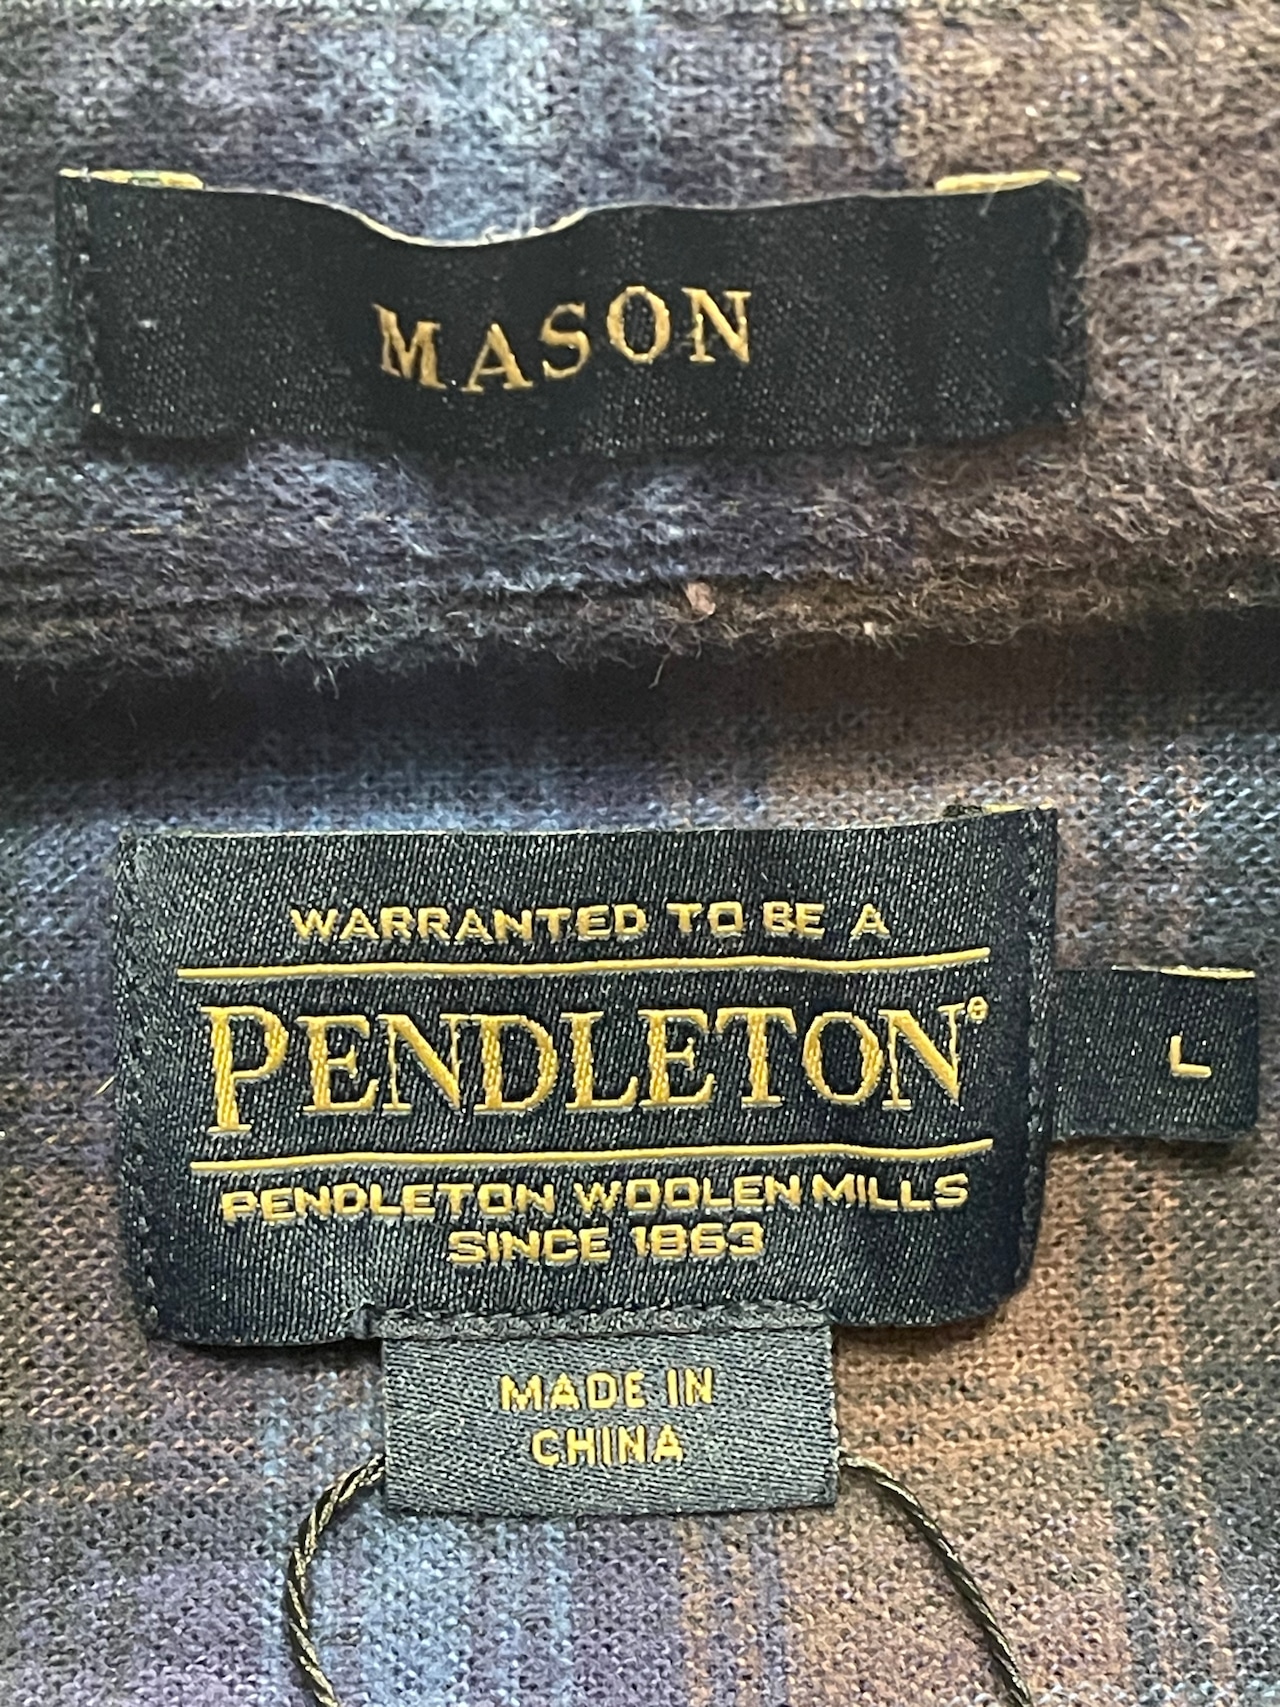 MASON
WARRANTED TO BE A
PENDLETON®
L
PENDLETON WOOLEN MILLS
SINCE 1863
MADE IN
CHINA